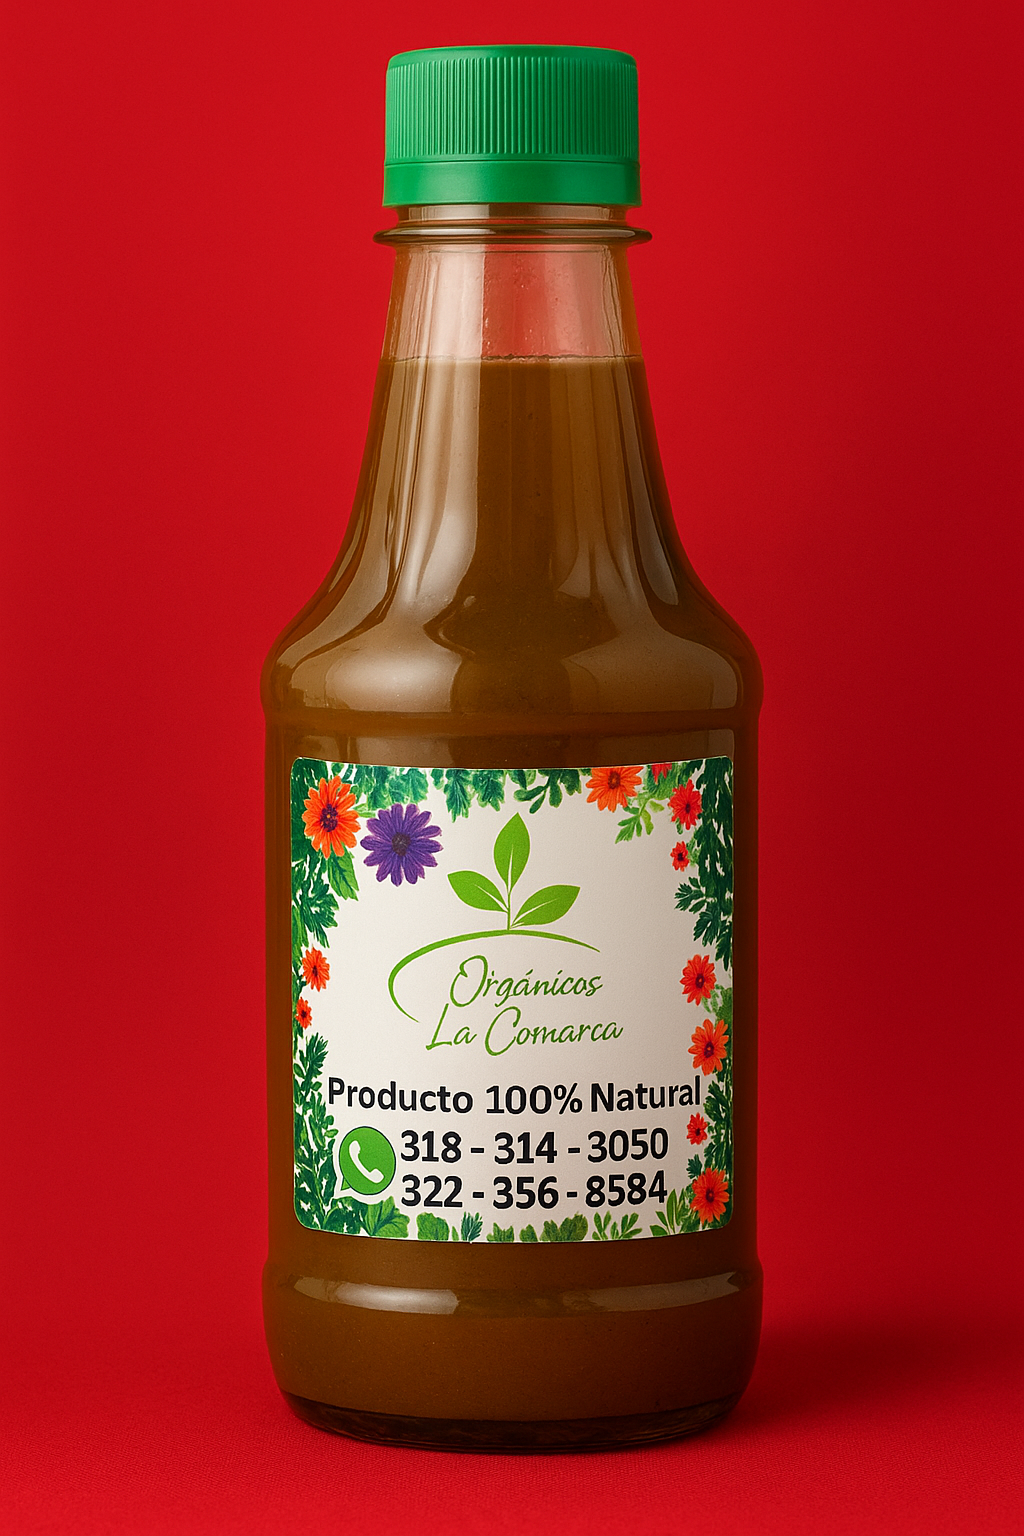 Orgánicos
La Comarca
Producto 100% Natural
318 - 314 - 3050
322 - 356 - 8584